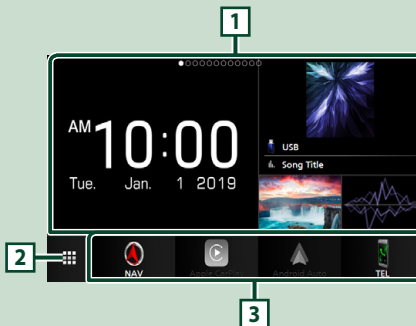 1
AM 10:00
Tue. Jan. 1 2019
USB
Song Title
2
NAV
Apple CarPlay
Android Auto
TEL
3